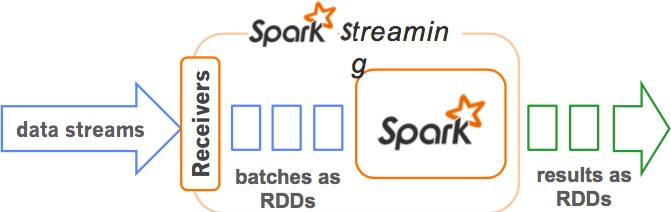 Spark Streamin
g
Receivers
data streams
Spark
batches as
RDDs
results as
RDDs